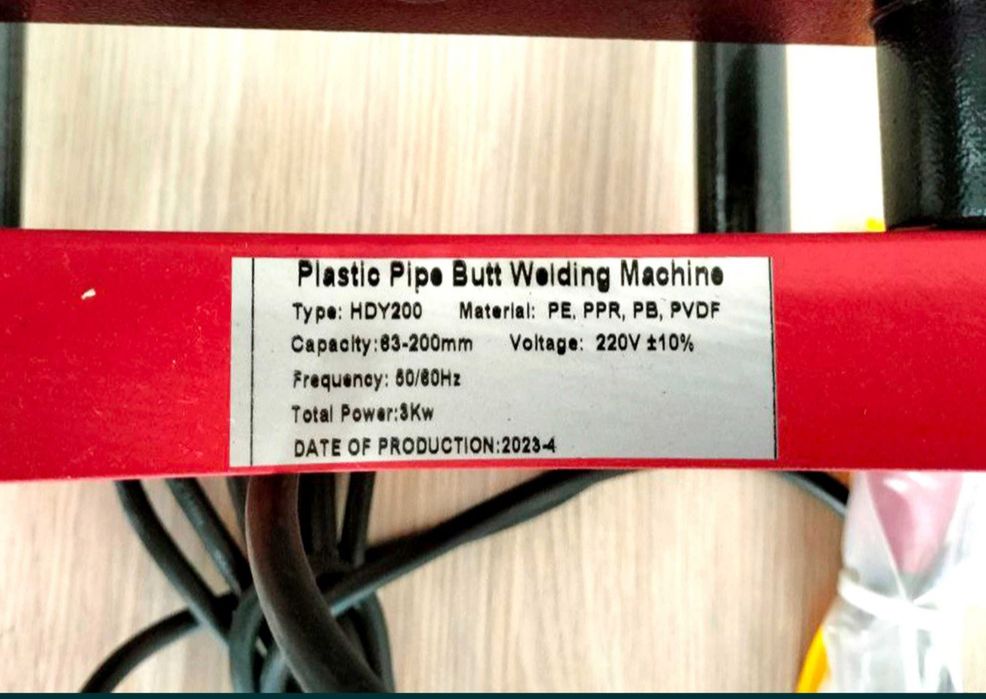 Plastic Pipe Butt Welding Machine
Type: HDY200 Material: PE, PPR, PB, PVDF
Capacity:63-200mm Voltage: 220V ±10%
Frequency: 50/60Hz
Total Power:3Kw
DATE OF PRODUCTION:2023-4